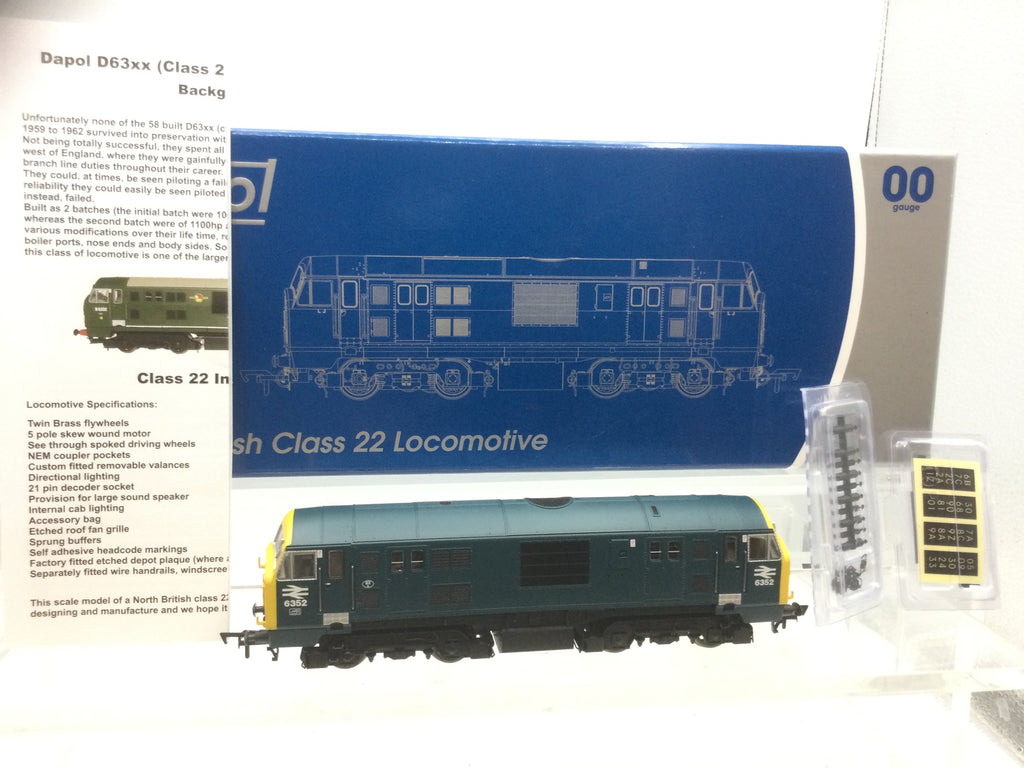 Dapol D63xx (Class 2
Backg
Unfortunately none of the 58 built D63xx (c
1959 to 1962 survived into preservation wit
Not being totally successful, they spent all
west of England, where they were gainfully
branch line duties throughout their career.
They could, at times, be seen piloting a fail
reliability they could easily be seen piloted
instead, failed.
Built as 2 batches (the initial batch were 10
whereas the second batch were of 1100hp a
various modifications over their life time, ro
boiler ports, nose ends and body sides. So
this class of locomotive is one of the larger
Class 22 In
Locomotive Specifications:
Twin Brass flywheels
5 pole skew wound motor
See through spoked driving wheels
NEM coupler pockets
Custom fitted removable valances
Directional lighting
21 pin decoder socket
Provision for large sound speaker
Internal cab lighting
Accessory bag
Etched roof fan grille
Sprung buffers
Self adhesive headcode markings
Factory fitted etched depot plaque (where a
Separately fitted wire handrails, windscree
This scale model of a North British class 22
designing and manufacture and we hope it
ol
00
gauge
sh Class 22 Locomotive
6352
6352